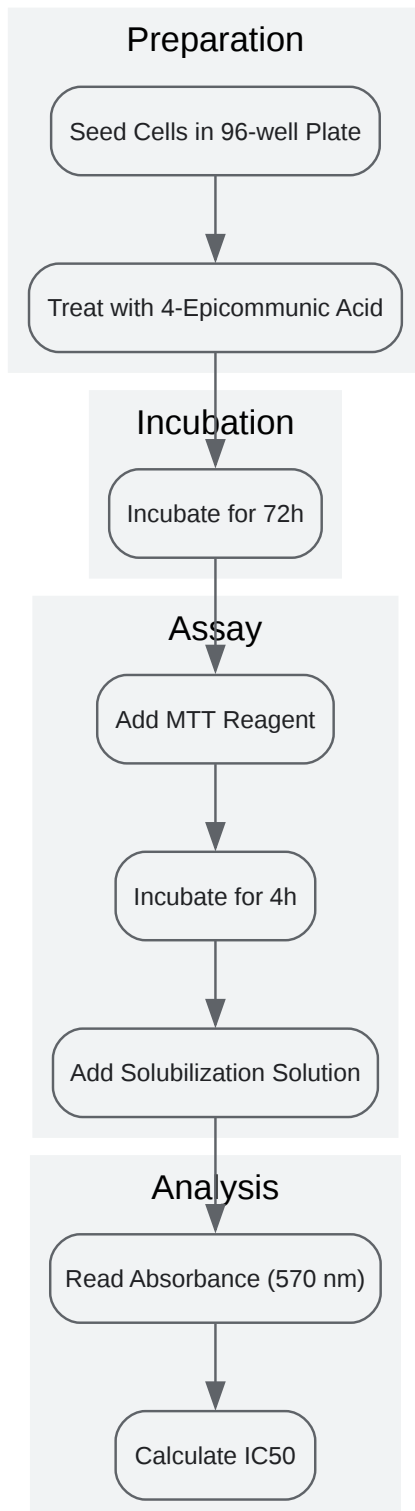 Preparation
Seed Cells in 96-well Plate
Treat with 4-Epicommunic Acid
Incubation
Incubate for 72h
Assay
Add MTT Reagent
Incubate for 4h
Add Solubilization Solution
Analysis
Read Absorbance (570 nm)
Calculate IC50